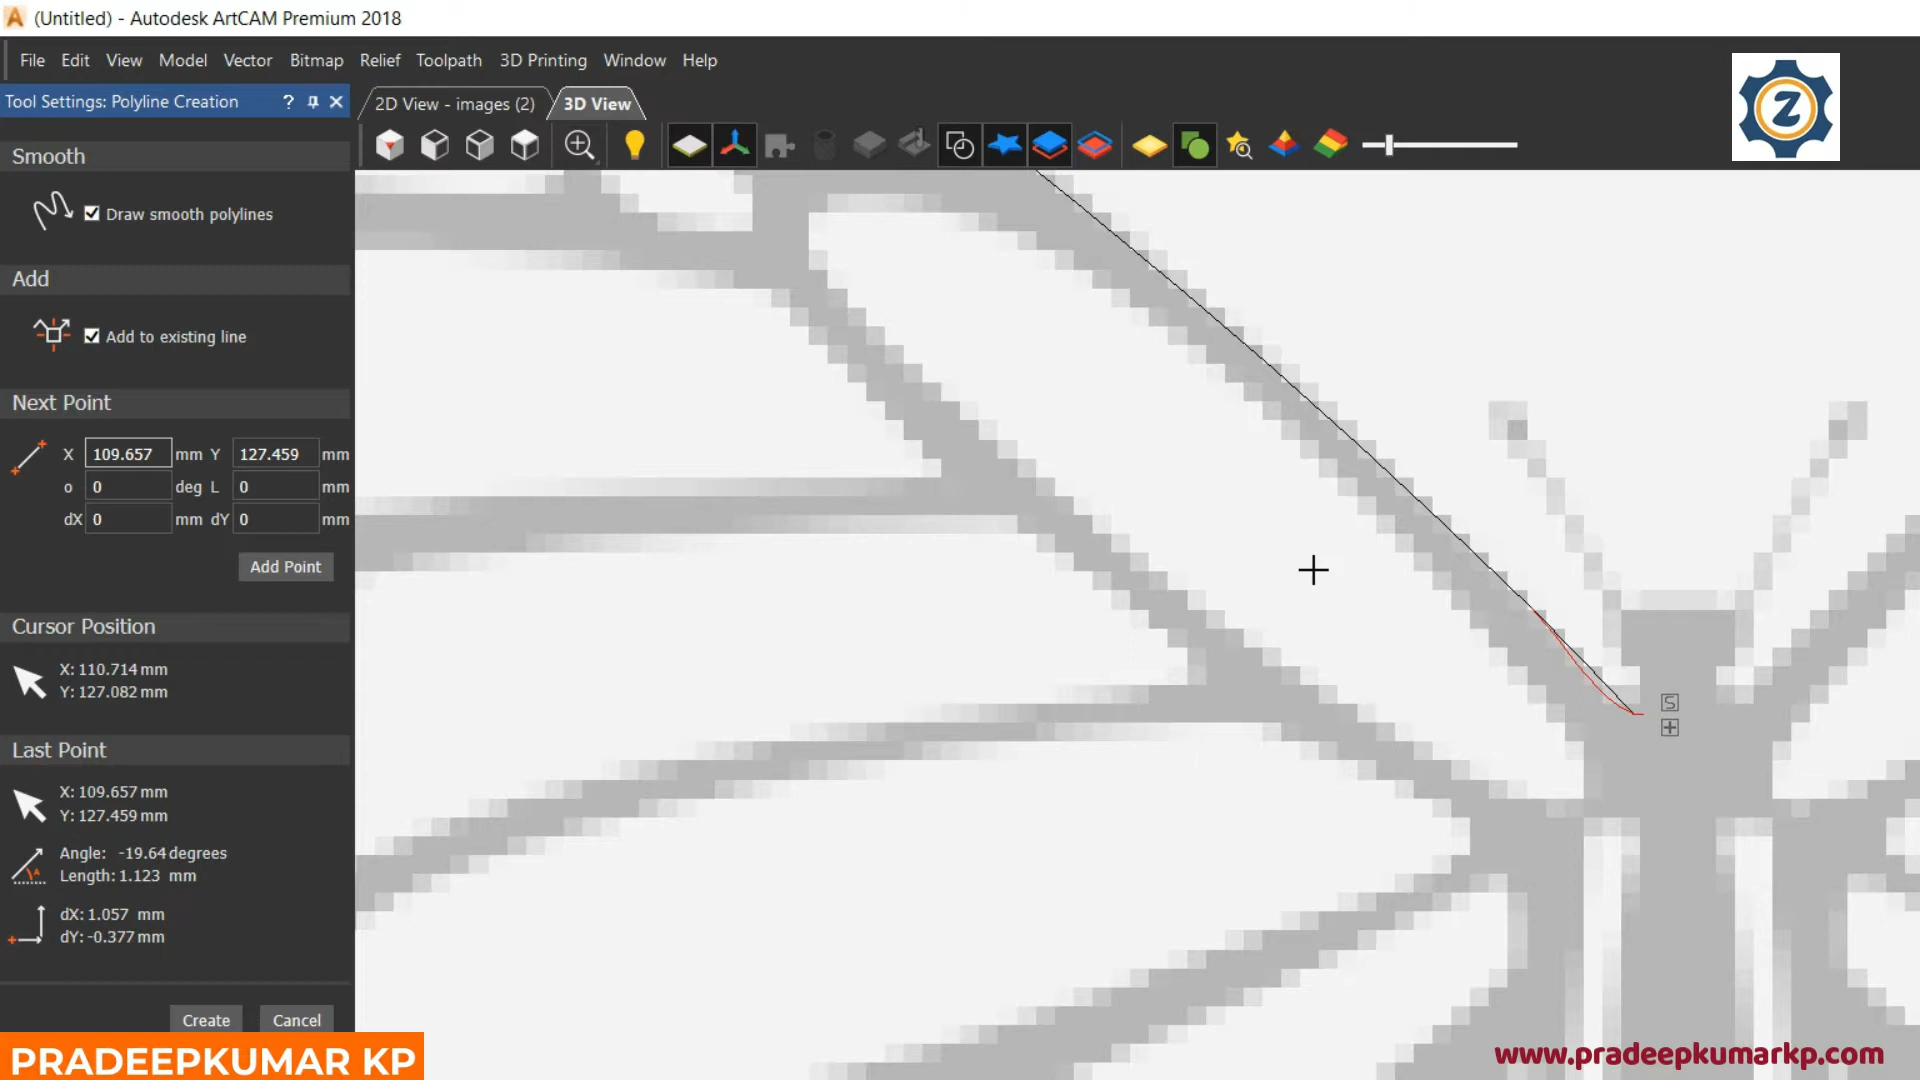 (Untitled) - Autodesk ArtCAM Premium 2018
File Edit View Model Vector Bitmap Relief Toolpath 3D Printing Window Help
Tool Settings: Polyline Creation ?
2D View - images (2) 3D View
Z
Smooth
Draw smooth polylines
Add
Add to existing line
Next Point
X 109.657 mm Y 127.459 mm
o 0 deg L 0 mm
dX 0 mm dY 0 mm
Add Point
Cursor Position
X: 110.714 mm
Y: 127.082 mm
S
Last Point
X: 109.657 mm
Y: 127.459 mm
Angle: -19.64 degrees
Length: 1.123 mm
A
dX: 1.057 mm
dY: -0.377 mm
Create Cancel
PRADEEPKUMAR KP
www.pradeepkumarkp.com